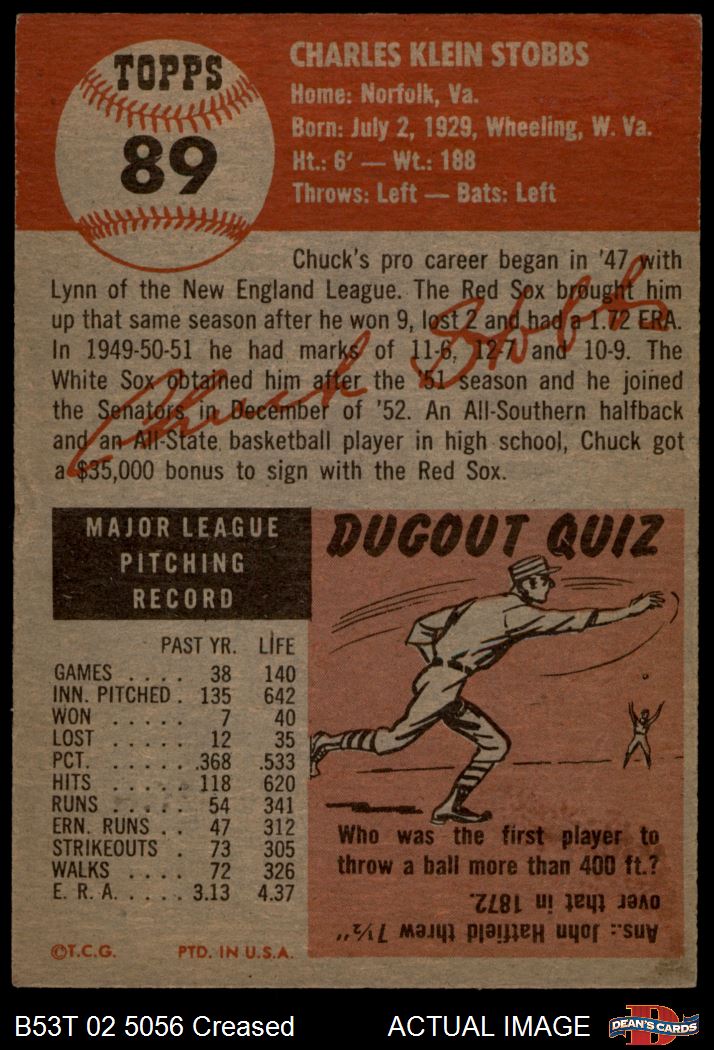 TOPPS
89
CHARLES KLEIN STOBBS
Home: Norfolk, Va.
Born: July 2, 1929, Wheeling, W. Va.
Ht.: 6' — Wt.: 188
Throws: Left — Bats: Left
Chuck's pro career began in '47 with
Lynn of the New England League. The Red Sox brought him
up that same season after he won 9, lost 2 and had a 1.72 ERA.
In 1949-50-51 he had marks of 11-6, 12-7 and 10-9. The
White Sox obtained him after the '51 season and he joined
the Senators in December of '52. An All-Southern halfback
and an All-State basketball player in high school, Chuck got
a $35,000 bonus to sign with the Red Sox.
Chuck Stobbs
MAJOR LEAGUE
PITCHING
RECORD
PAST YR. LIFE
GAMES .... 38 140
INN. PITCHED . 135 642
WON ..... 7 40
LOST ..... 12 35
PCT. ..... .368 .533
HITS ..... 118 620
RUNS ..... 54 341
ERN. RUNS .. 47 312
STRIKEOUTS . 73 305
WALKS .... 72 326
E. R. A. ..... 3.13 4.37
©T.C.G. PTD. IN U.S.A.
DUGOUT QUIZ
Who was the first player to
throw a ball more than 400 ft.?
Ans.: John Hatfield threw 7½"
over that in 1872.
B53T 02 5056 Creased ACTUAL IMAGE
D
DEAN'S CARDS